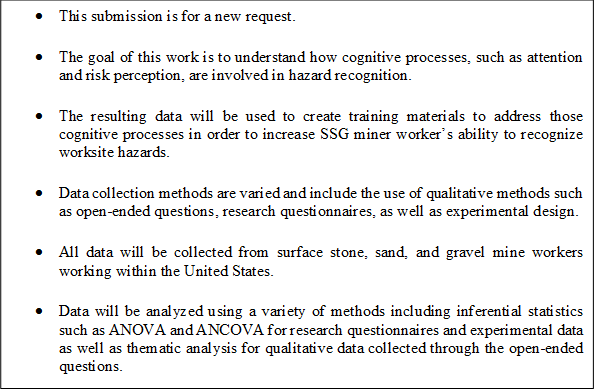 • This submission is for a new request.
• The goal of this work is to understand how cognitive processes, such as attention
and risk perception, are involved in hazard recognition.
• The resulting data will be used to create training materials to address those
cognitive processes in order to increase SSG miner worker's ability to recognize
worksite hazards.
• Data collection methods are varied and include the use of qualitative methods such
as open-ended questions, research questionnaires, as well as experimental design.
• All data will be collected from surface stone, sand, and gravel mine workers
working within the United States.
• Data will be analyzed using a variety of methods including inferential statistics
such as ANOVA and ANCOVA for research questionnaires and experimental data
as well as thematic analysis for qualitative data collected through the open-ended
questions.